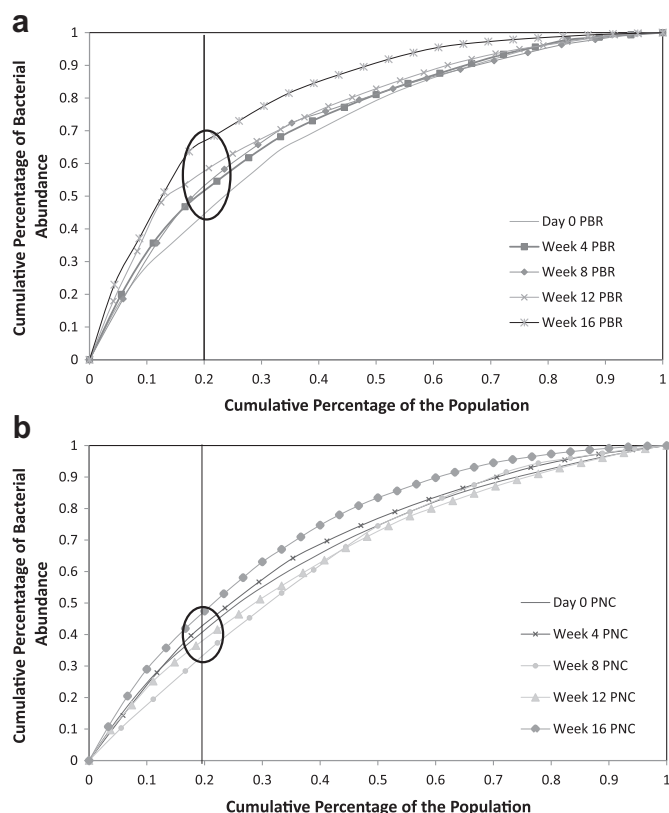 a
1
0.9
0.8
0.7
0.6
0.5
0.4
0.3
0.2
0.1
0
Cumulative Percentatage of Bacterial
Abundance
Day 0 PBR
Week 4 PBR
Week 8 PBR
Week 12 PBR
Week 16 PBR
0 0.1 0.2 0.3 0.4 0.5 0.6 0.7 0.8 0.9 1
Cumulative Percentage of the Population
b
1
0.9
0.8
0.7
0.6
0.5
0.4
0.3
0.2
0.1
0
Cumulative Percentatage of Bacterial
Abundance
Day 0 PNC
Week 4 PNC
Week 8 PNC
Week 12 PNC
Week 16 PNC
0 0.1 0.2 0.3 0.4 0.5 0.6 0.7 0.8 0.9 1
Cumulative Percentage of the Population